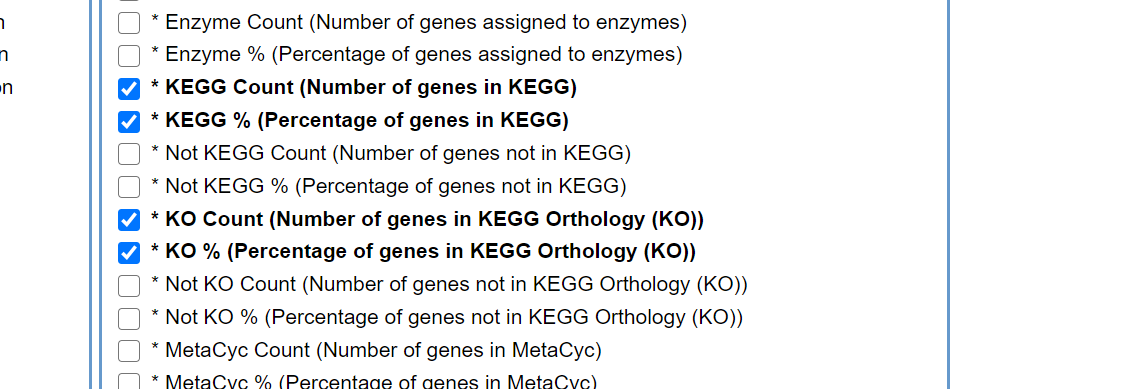 * Enzyme Count (Number of genes assigned to enzymes)
* Enzyme % (Percentage of genes assigned to enzymes)
* KEGG Count (Number of genes in KEGG)
* KEGG % (Percentage of genes in KEGG)
* Not KEGG Count (Number of genes not in KEGG)
* Not KEGG % (Percentage of genes not in KEGG)
* KO Count (Number of genes in KEGG Orthology (KO))
* KO % (Percentage of genes in KEGG Orthology (KO))
* Not KO Count (Number of genes not in KEGG Orthology (KO))
* Not KO % (Percentage of genes not in KEGG Orthology (KO))
* MetaCyc Count (Number of genes in MetaCyc)
* MetaCyc % (Percentage of genes in MetaCyc)